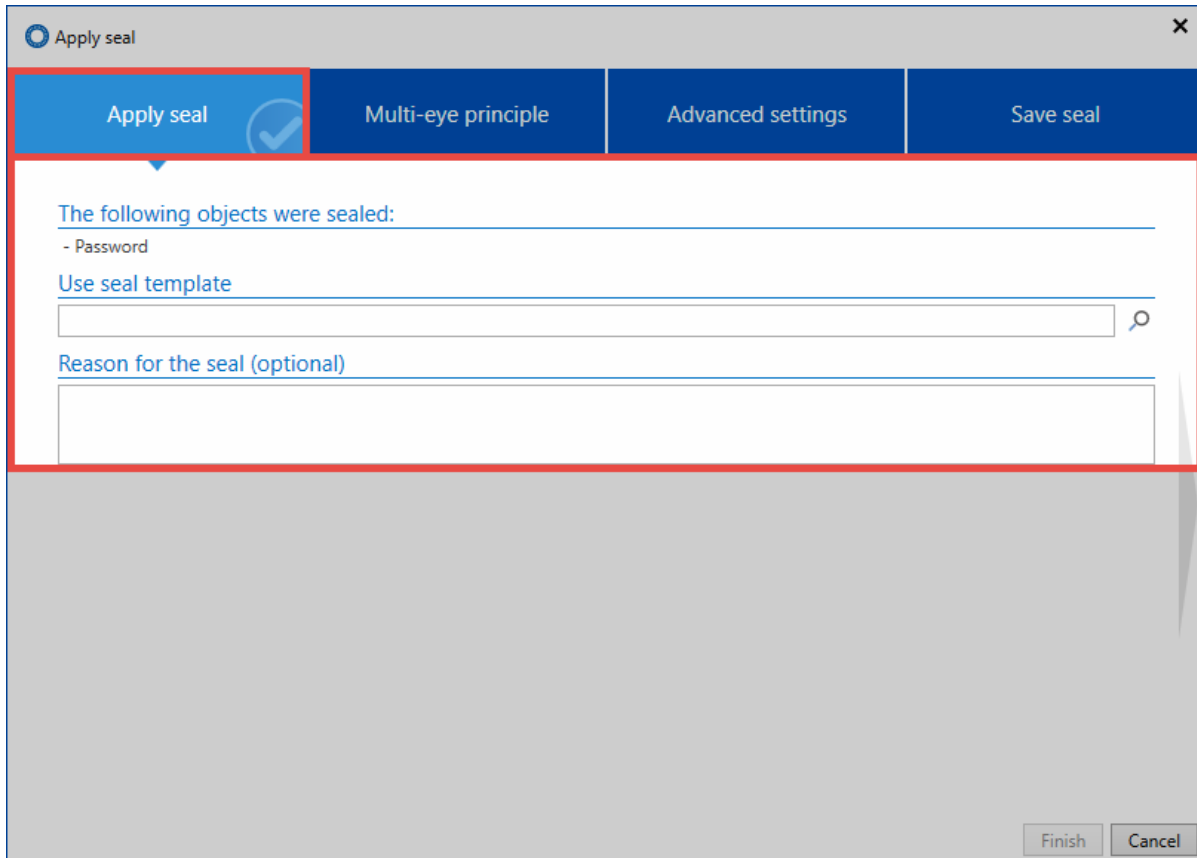 Apply seal
Apply seal Multi-eye principle Advanced settings Save seal
The following objects were sealed:
- Password
Use seal template
Reason for the seal (optional)
Finish Cancel